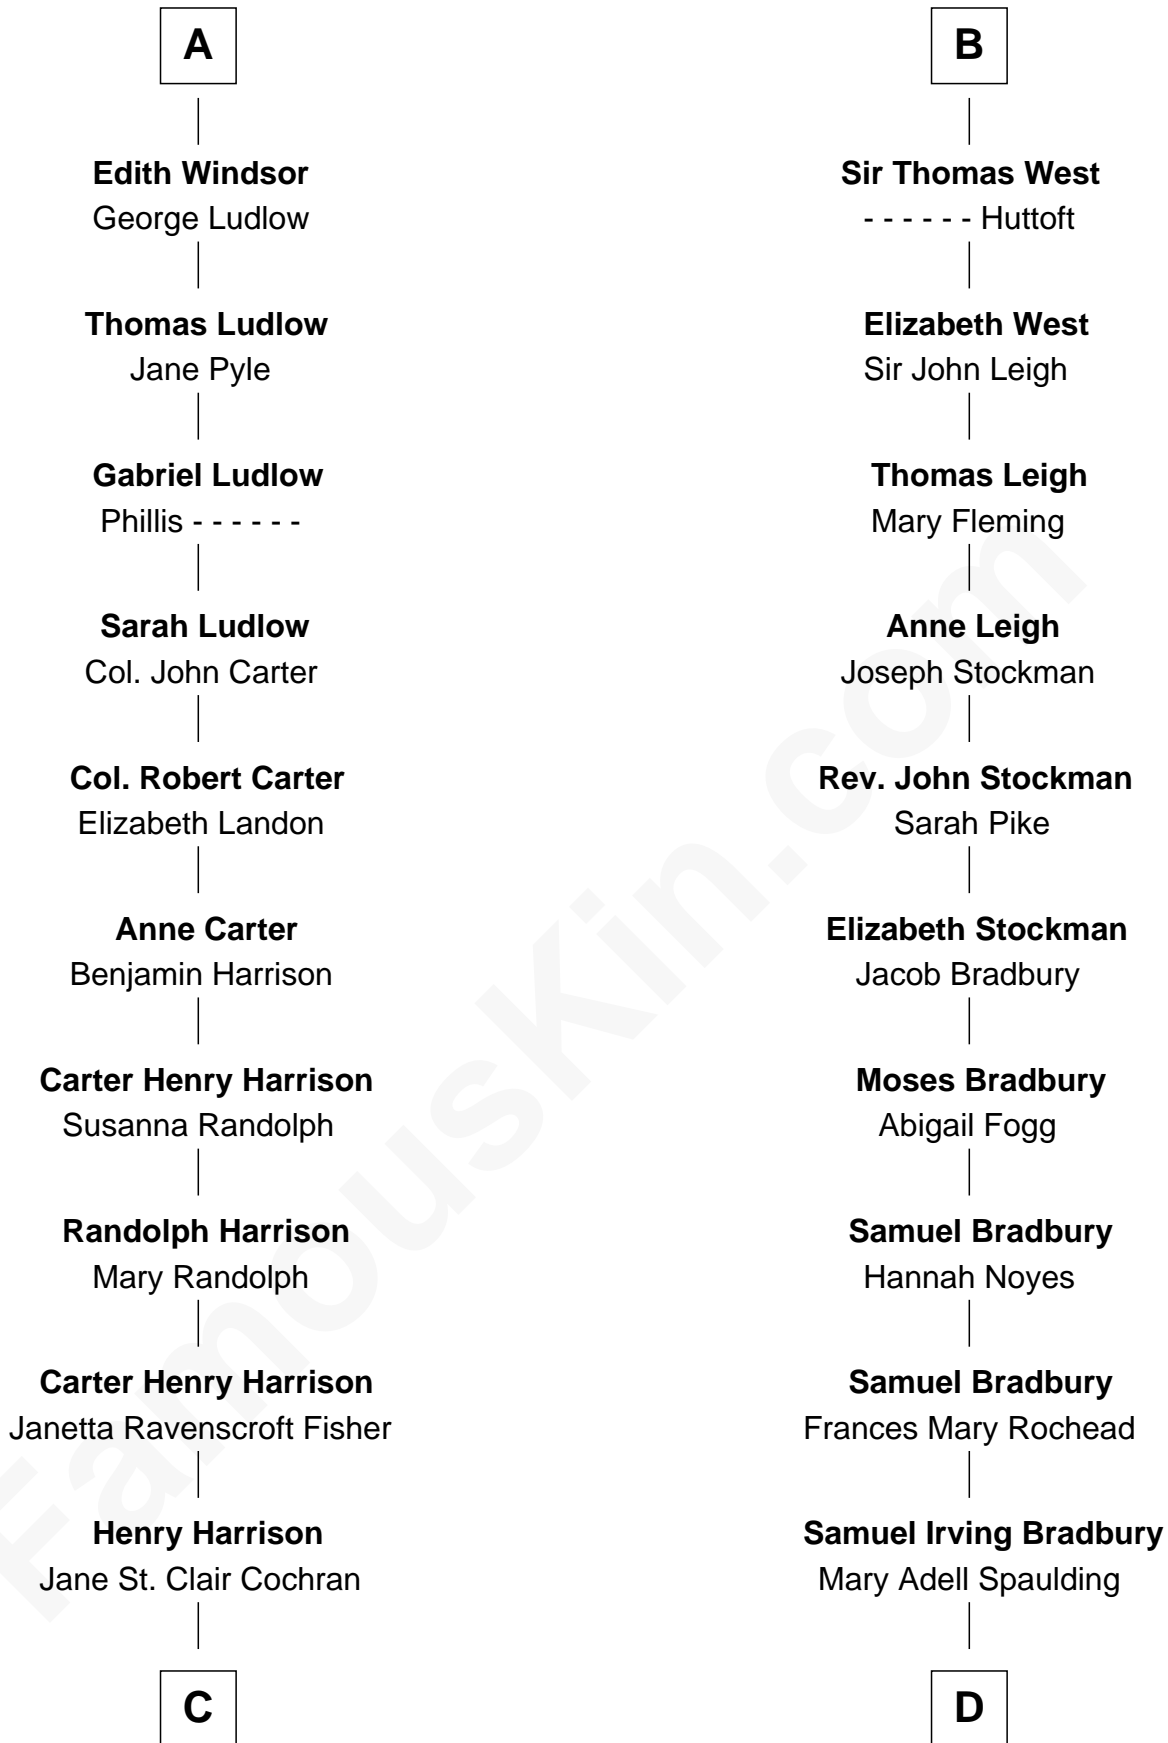 A
Edith Windsor
George Ludlow
Thomas Ludlow
Jane Pyle
Gabriel Ludlow
Phillis - - - - - -
Sarah Ludlow
Col. John Carter
Col. Robert Carter
Elizabeth Landon
Anne Carter
Benjamin Harrison
Carter Henry Harrison
Susanna Randolph
Randolph Harrison
Mary Randolph
Carter Henry Harrison
Janetta Ravenscroft Fisher
Henry Harrison
Jane St. Clair Cochran
C
B
Sir Thomas West
- - - - - - Huttoft
Elizabeth West
Sir John Leigh
Thomas Leigh
Mary Fleming
Anne Leigh
Joseph Stockman
Rev. John Stockman
Sarah Pike
Elizabeth Stockman
Jacob Bradbury
Moses Bradbury
Abigail Fogg
Samuel Bradbury
Hannah Noyes
Samuel Bradbury
Frances Mary Rochead
Samuel Irving Bradbury
Mary Adell Spaulding
D
FamousKin.com